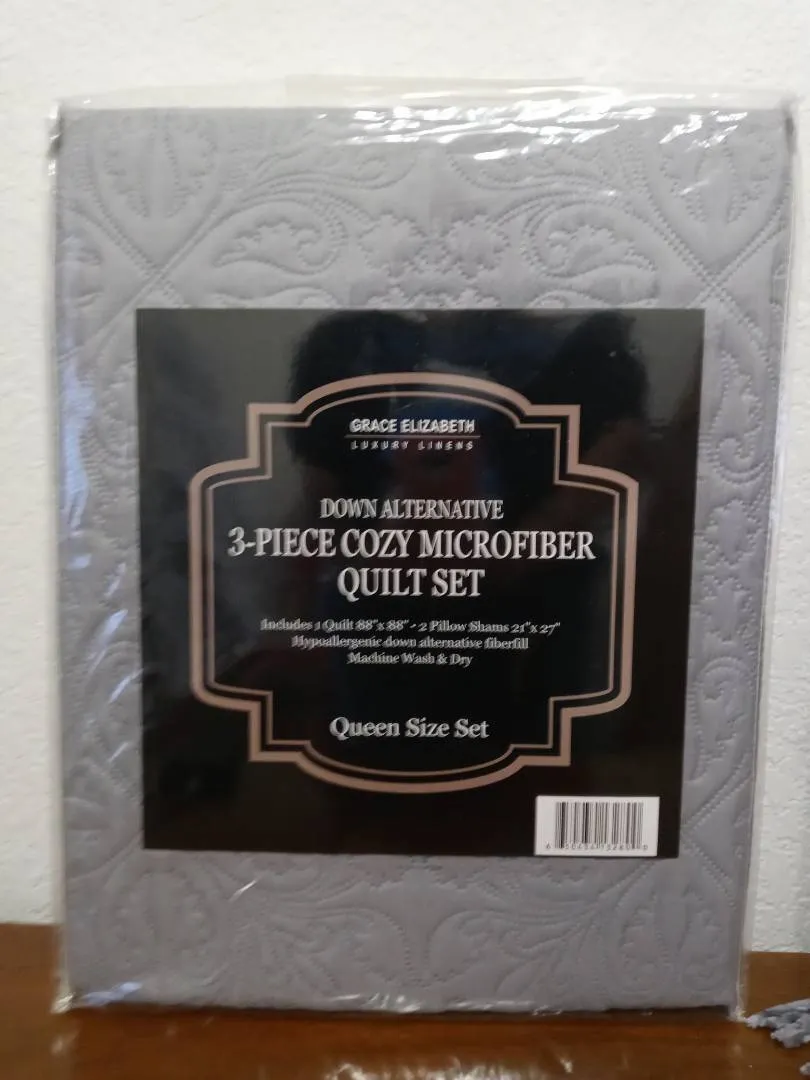 GRACE ELIZABETH
LUXURY LINENS
DOWN ALTERNATIVE
3-PIECE COZY MICROFIBER
QUILT SET
Includes 1 Quilt 88"x 88" - 2 Pillow Shams 21"x 27"
Hypoallergenic down alternative fiberfill
Machine Wash & Dry
Queen Size Set